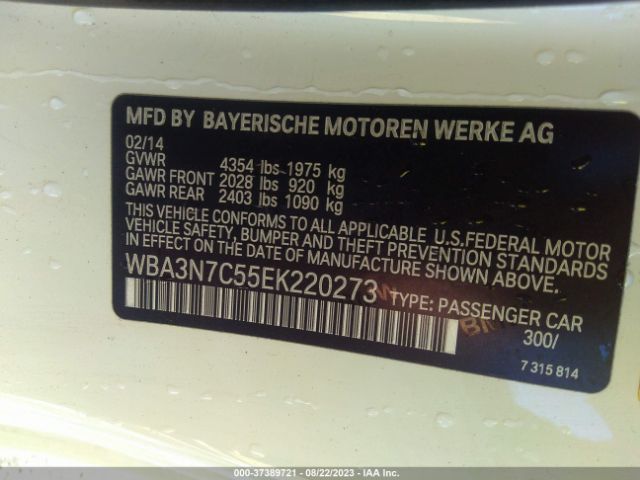 MFD BY BAYERISCHE MOTOREN WERKE AG
02/14
GVWR 4354 lbs 1975 kg
GAWR FRONT 2028 lbs 920 kg
GAWR REAR 2403 lbs 1090 kg
THIS VEHICLE CONFORMS TO ALL APPLICABLE U.S.FEDERAL MOTOR
VEHICLE SAFETY, BUMPER AND THEFT PREVENTION STANDARDS
IN EFFECT ON THE DATE OF MANUFACTURE SHOWN ABOVE.
WBA3N7C55EK220273 TYPE: PASSENGER CAR
300/
7 315 814
000-37389721 - 08/22/2023 - IAA Inc.